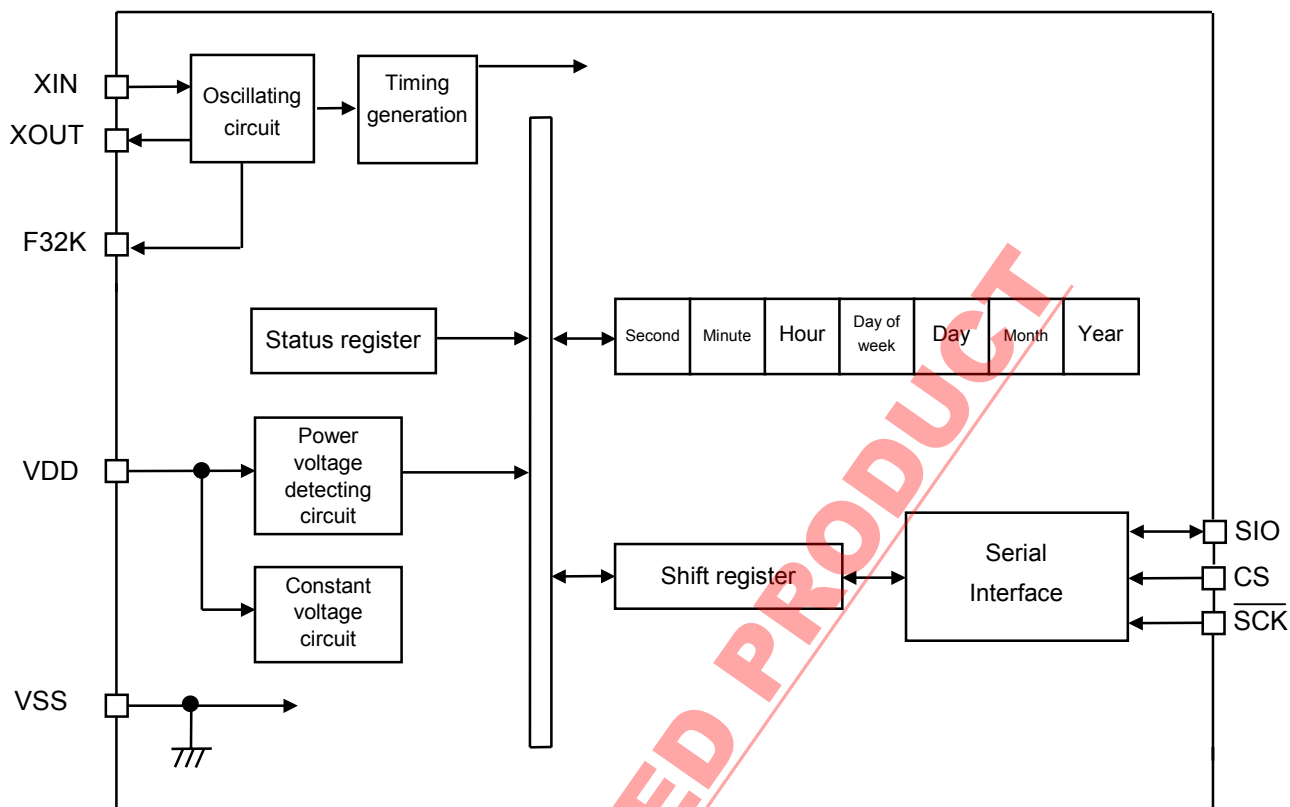 XIN
XOUT
F32K
VDD
VSS
Oscillating
circuit
Timing
generation
Status register
Power
voltage
detecting
circuit
Constant
voltage
circuit
Second
Minute
Hour
Day of
week
Day
Month
Year
Shift register
Serial
Interface
SIO
CS
SCK
ED PRODUCT